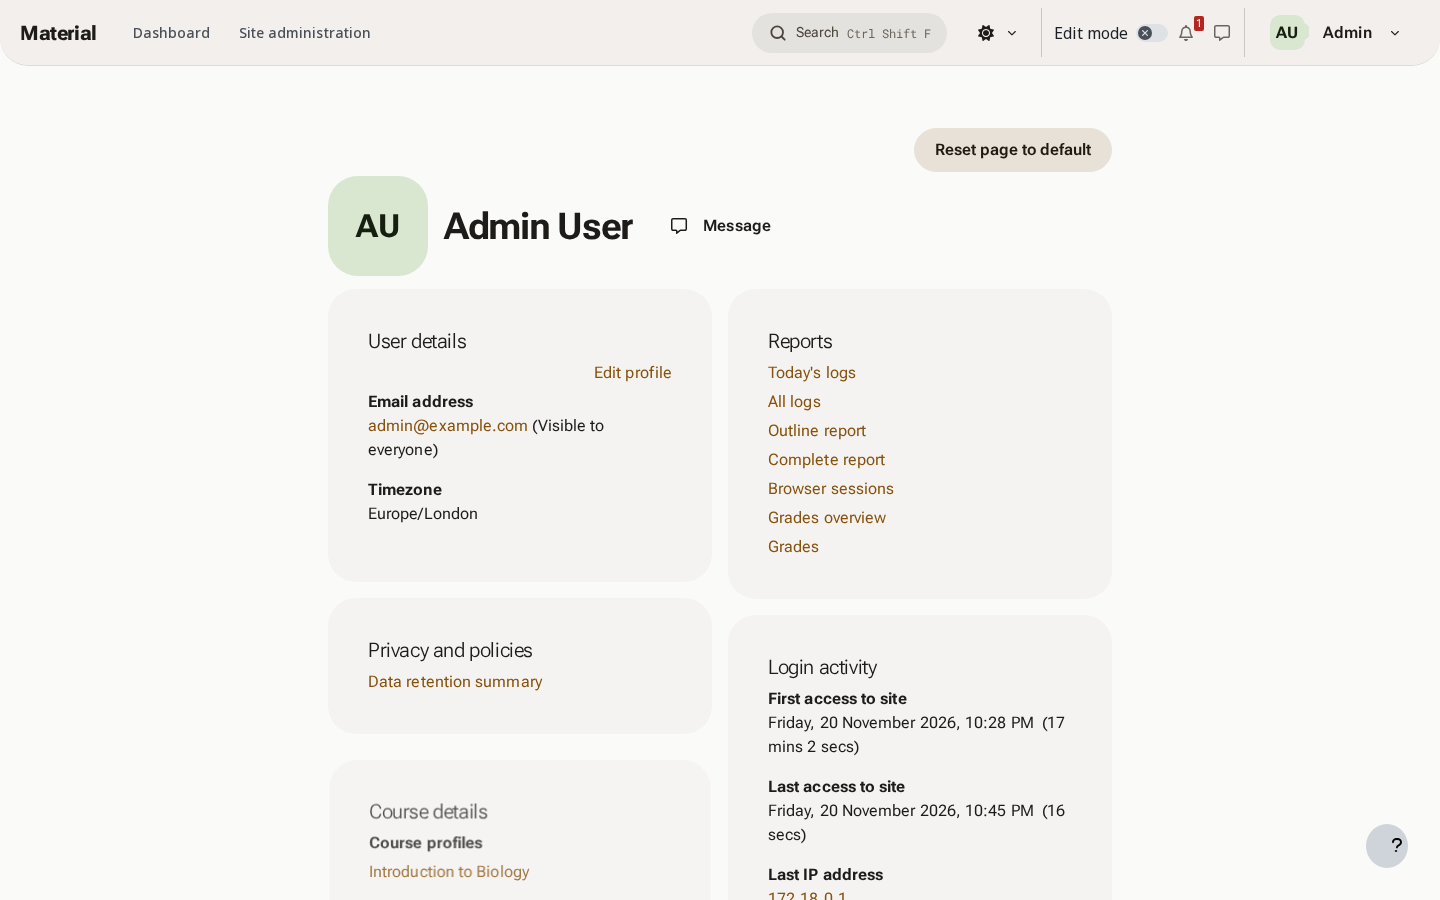 Material
Dashboard
Site administration
Search Ctrl Shift F
Edit mode
1
AU
Admin
Reset page to default
AU
Admin User
Message
User details
Edit profile
Email address
admin@example.com (Visible to
everyone)
Timezone
Europe/London
Privacy and policies
Data retention summary
Course details
Course profiles
Introduction to Biology
Reports
Today's logs
All logs
Outline report
Complete report
Browser sessions
Grades overview
Grades
Login activity
First access to site
Friday, 20 November 2026, 10:28 PM (17
mins 2 secs)
Last access to site
Friday, 20 November 2026, 10:45 PM (16
secs)
Last IP address
172.18.0.1
?